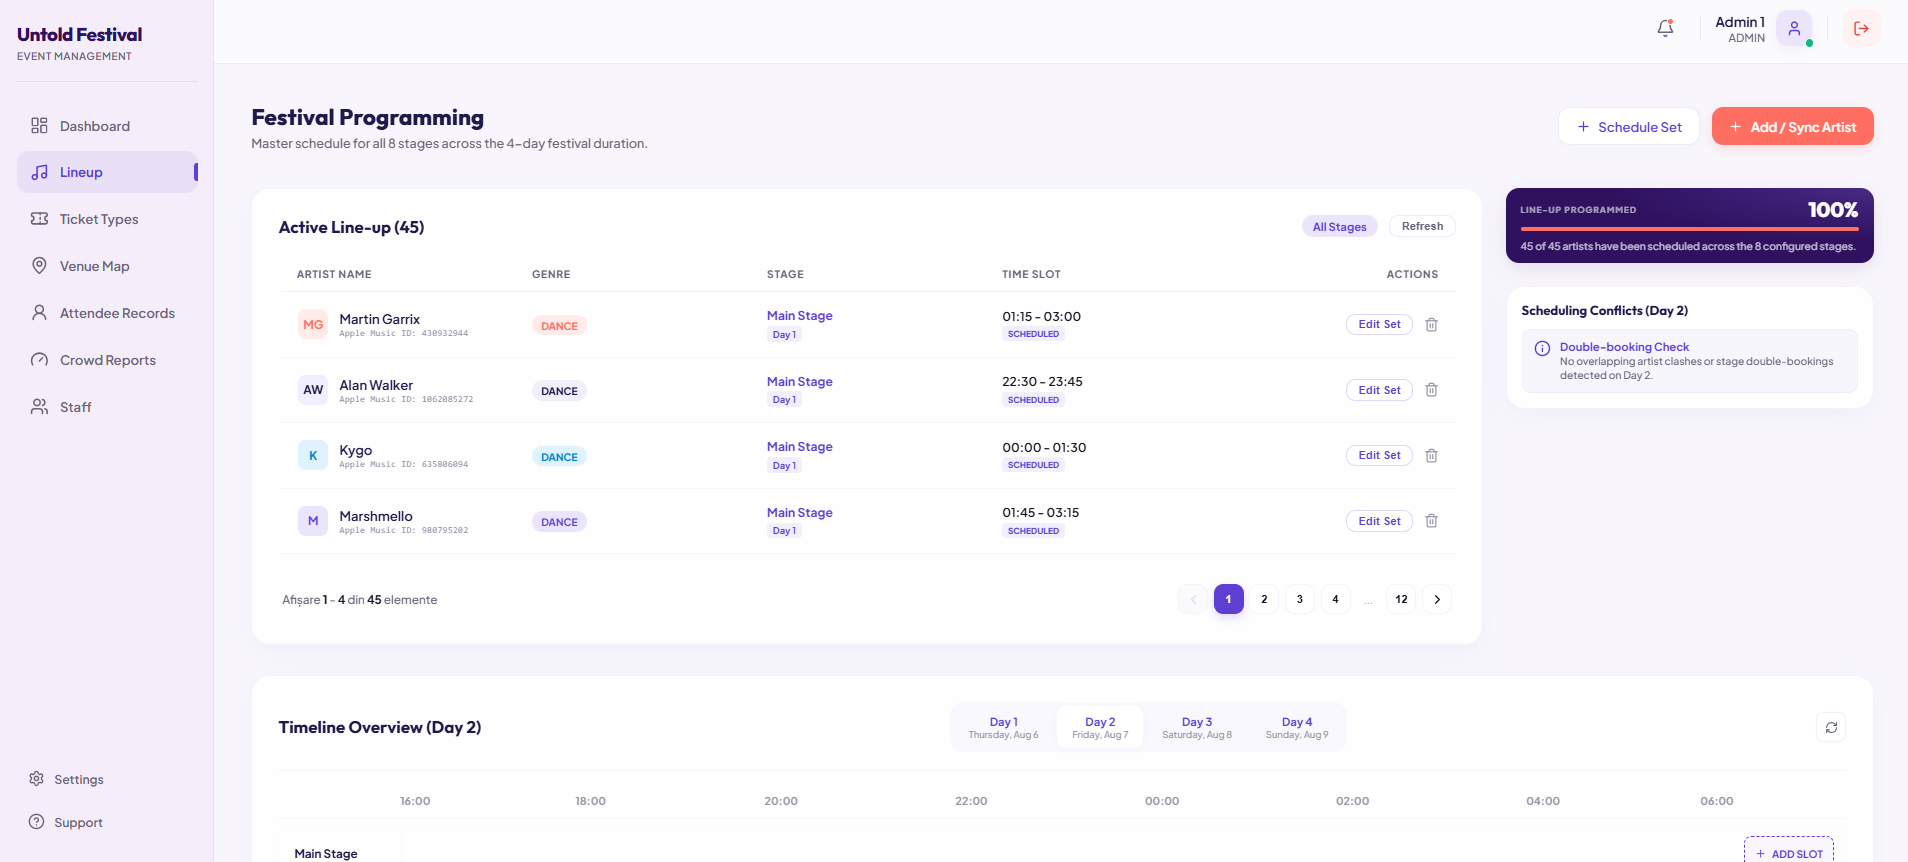 Untold Festival
EVENT MANAGEMENT
Dashboard
Lineup
Ticket Types
Venue Map
Attendee Records
Crowd Reports
Staff
Settings
Support
Admin 1
ADMIN
Festival Programming
Master schedule for all 8 stages across the 4-day festival duration.
+ Schedule Set
+ Add / Sync Artist
Active Line-up (45)
All Stages
Refresh
ARTIST NAME GENRE STAGE TIME SLOT ACTIONS
MG Martin Garrix DANCE Main Stage 01:15 - 03:00 Edit Set
Apple Music ID: 430932944 Day 1 SCHEDULED
AW Alan Walker DANCE Main Stage 22:30 - 23:45 Edit Set
Apple Music ID: 1062085272 Day 1 SCHEDULED
K Kygo DANCE Main Stage 00:00 - 01:30 Edit Set
Apple Music ID: 635806094 Day 1 SCHEDULED
M Marshmello DANCE Main Stage 01:45 - 03:15 Edit Set
Apple Music ID: 980795202 Day 1 SCHEDULED
Afișare 1 - 4 din 45 elemente
1 2 3 4 ... 12
LINE-UP PROGRAMMED 100%
45 of 45 artists have been scheduled across the 8 configured stages.
Scheduling Conflicts (Day 2)
Double-booking Check
No overlapping artist clashes or stage double-bookings
detected on Day 2.
Timeline Overview (Day 2)
Day 1 Day 2 Day 3 Day 4
Thursday, Aug 6 Friday, Aug 7 Saturday, Aug 8 Sunday, Aug 9
16:00 18:00 20:00 22:00 00:00 02:00 04:00 06:00
Main Stage
+ ADD SLOT